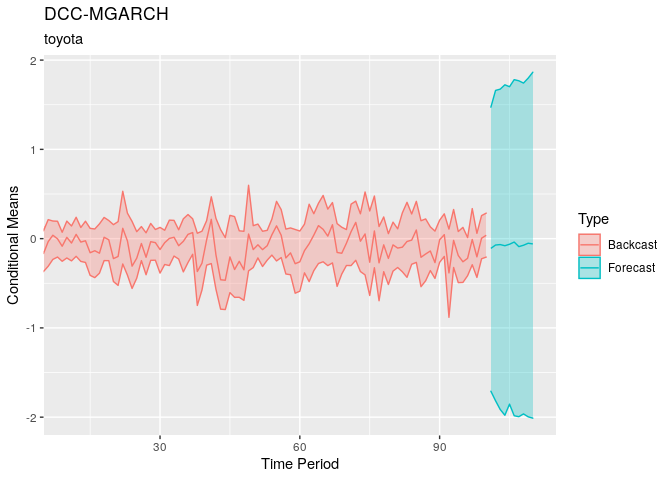 DCC-MGARCH
toyota
2
1
0
-1
-2
Conditional Means
30
60
90
Time Period
Type
Backcast
Forecast